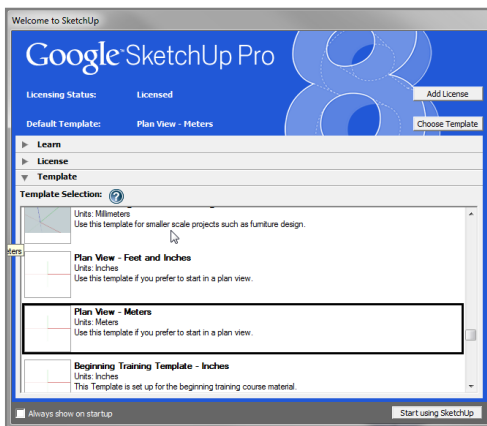 Welcome to SketchUp
Google SketchUp Pro
8
Licensing Status: Licensed
Add License
Default Template: Plan View - Meters
Choose Template
Learn
License
Template
Template Selection: ?
Units: Millimeters
Use this template for smaller scale projects such as furniture design.
eters
Plan View - Feet and Inches
Units: Inches
Use this template if you prefer to start in a plan view.
Plan View - Meters
Units: Meters
Use this template if you prefer to start in a plan view.
Beginning Training Template - Inches
Units: Inches
This Template is set up for the beginning training course material.
Always show on startup
Start using SketchUp